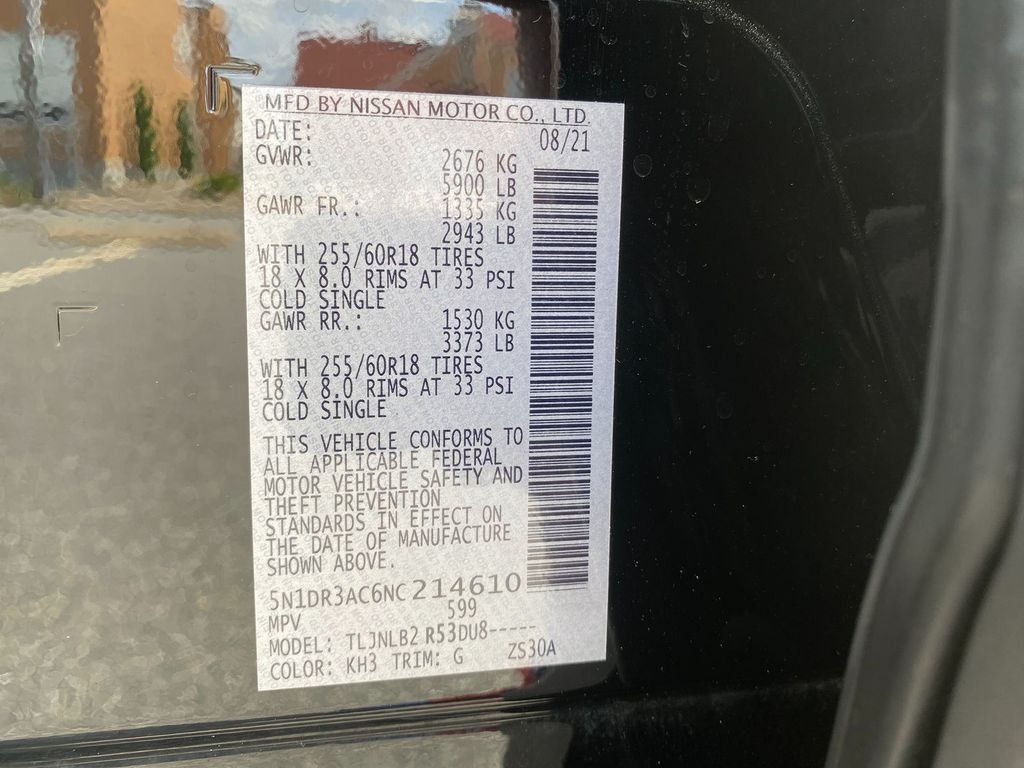 MFD BY NISSAN MOTOR CO., LTD.
DATE: 08/21
GVWR: 2676 KG
5900 LB
GAWR FR.: 1335 KG
2943 LB
WITH 255/60R18 TIRES
18 X 8.0 RIMS AT 33 PSI
COLD SINGLE
GAWR RR.: 1530 KG
3373 LB
WITH 255/60R18 TIRES
18 X 8.0 RIMS AT 33 PSI
COLD SINGLE
THIS VEHICLE CONFORMS TO
ALL APPLICABLE FEDERAL
MOTOR VEHICLE SAFETY AND
THEFT PREVENTION
STANDARDS IN EFFECT ON
THE DATE OF MANUFACTURE
SHOWN ABOVE.
5N1DR3AC6NC 214610
MPV 599
MODEL: TLJNLB2 R53DU8-----
COLOR: KH3 TRIM: G ZS30A